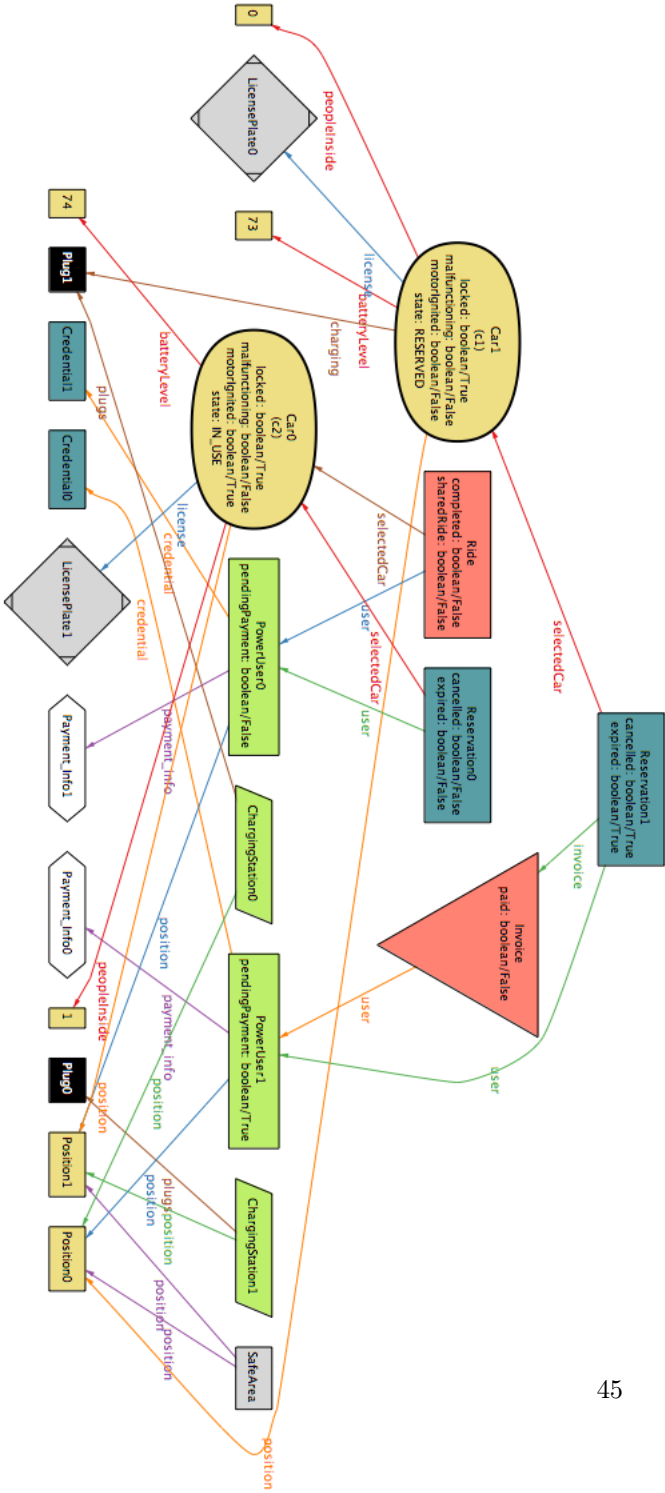 Reservation1
cancelled: boolean/True
expired: boolean/True
selectedCar
invoice
user
Ride
completed: boolean/False
sharedRide: boolean/False
Reservation0
cancelled: boolean/False
expired: boolean/False
Invoice
paid: boolean/False
Car1
(c1)
locked: boolean/True
malfunctioning: boolean/False
motorIgnited: boolean/False
state: RESERVED
selectedCar
user
selectedCar
user
user
peopleInside
license
batteryLevel
charging
position
0
LicensePlate0
73
Car0
(c2)
locked: boolean/True
malfunctioning: boolean/False
motorIgnited: boolean/True
state: IN_USE
PowerUser0
pendingPayment: boolean/False
ChargingStation0
PowerUser1
pendingPayment: boolean/True
ChargingStation1
SafeArea
batteryLevel
plugs
license
credential
credential
payment_info
position
peopleInside
payment_info
position
position
plugs
position
position
position
position
74
Plug1
Credential1
Credential0
LicensePlate1
Payment_Info1
Payment_Info0
1
Plug0
Position1
Position0
45